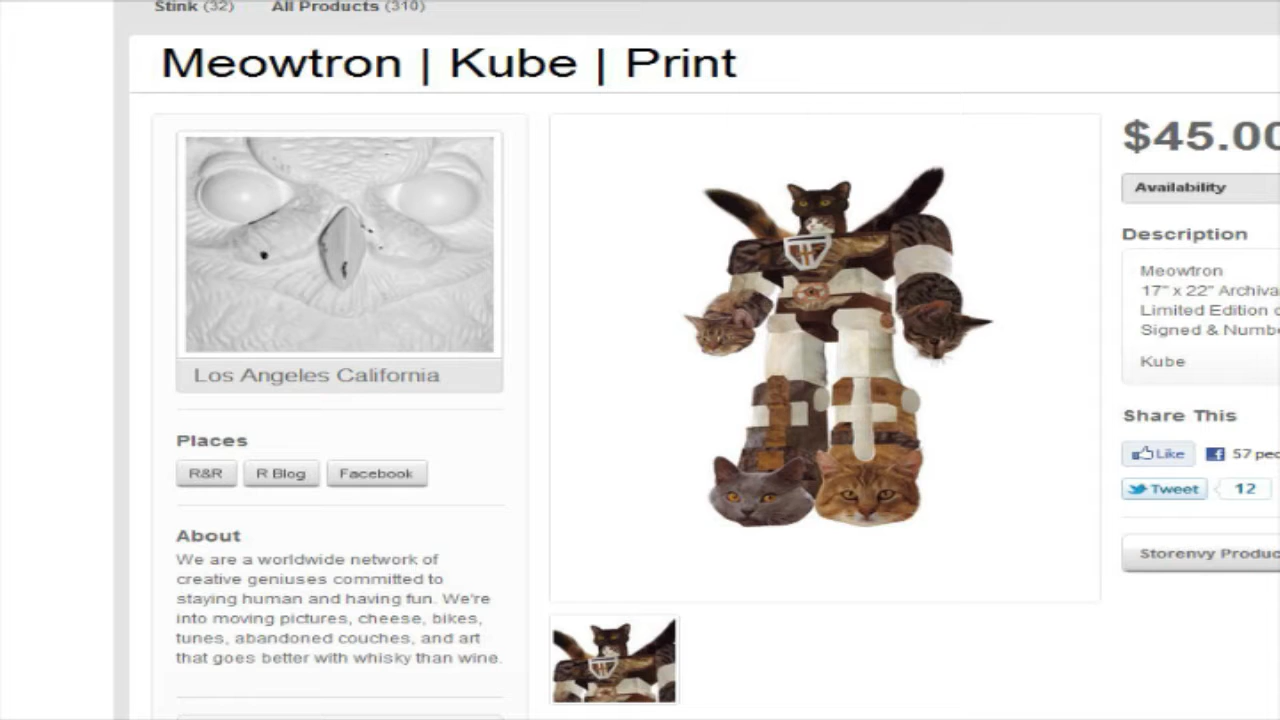 Stink (32) All Products (310)
Meowtron | Kube | Print
Los Angeles California
Places
R&R R Blog Facebook
About
We are a worldwide network of
creative geniuses committed to
staying human and having fun. We're
into moving pictures, cheese, bikes,
tunes, abandoned couches, and art
that goes better with whisky than wine.
$45.00
Availability
Description
Meowtron
17" x 22" Archiva
Limited Edition o
Signed & Numbe
Kube
Share This
Like 57 peo
Tweet 12
Storenvy Produc